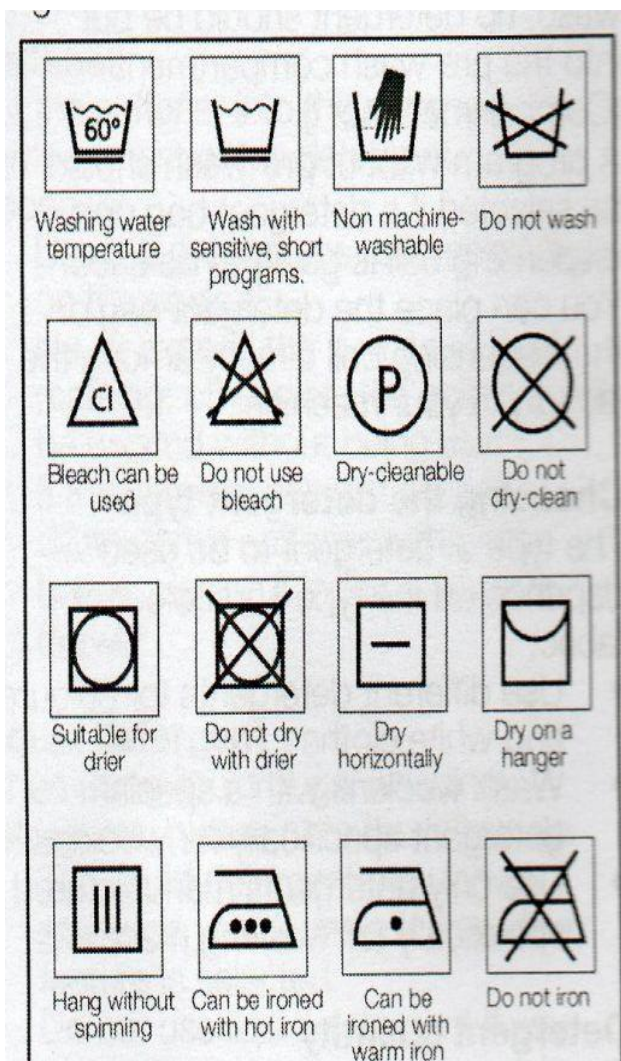 60°
Washing water
temperature
Wash with
sensitive, short
programs.
Non machine-
washable
Do not wash
Cl
Bleach can be
used
Do not use
bleach
P
Dry-cleanable
Do not
dry-clean
Suitable for
drier
Do not dry
with drier
Dry
horizontally
Dry on a
hanger
Hang without
spinning
Can be ironed
with hot iron
Can be
ironed with
warm iron
Do not iron